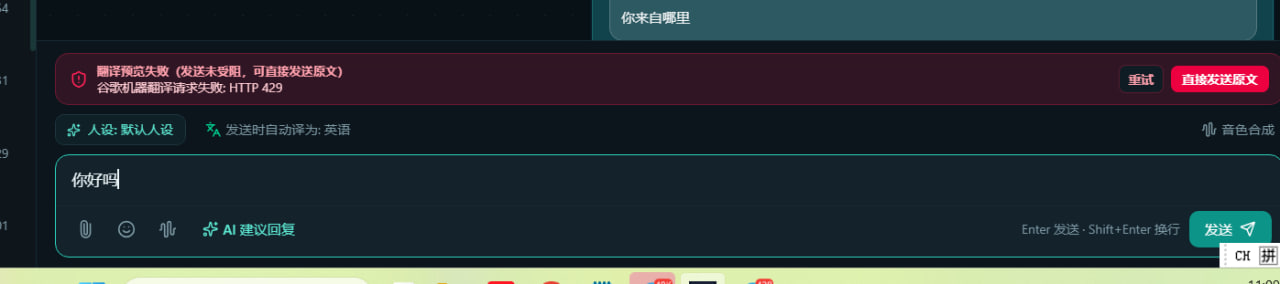 54
你来自哪里
翻译预览失败（发送未受阻，可直接发送原文）
谷歌机器翻译请求失败: HTTP 429
重试
直接发送原文
31
人设: 默认人设
发送时自动译为: 英语
音色合成
29
你好吗
AI 建议回复
Enter 发送 · Shift+Enter 换行
发送
01
CH 拼